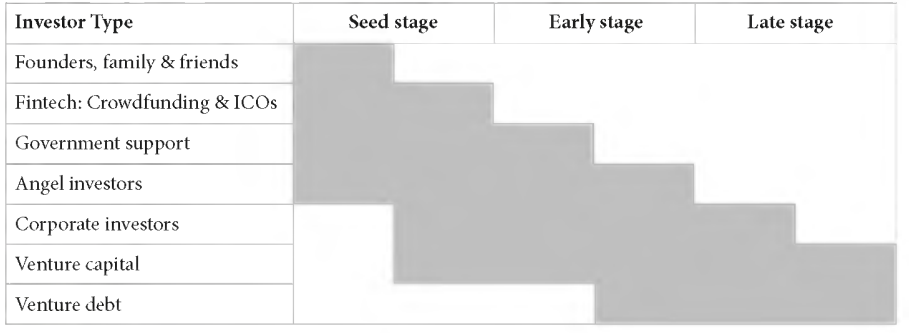 Investor Type Seed stage Early stage Late stage
Founders, family & friends
Fintech: Crowdfunding & ICOs
Government support
Angel investors
Corporate investors
Venture capital
Venture debt